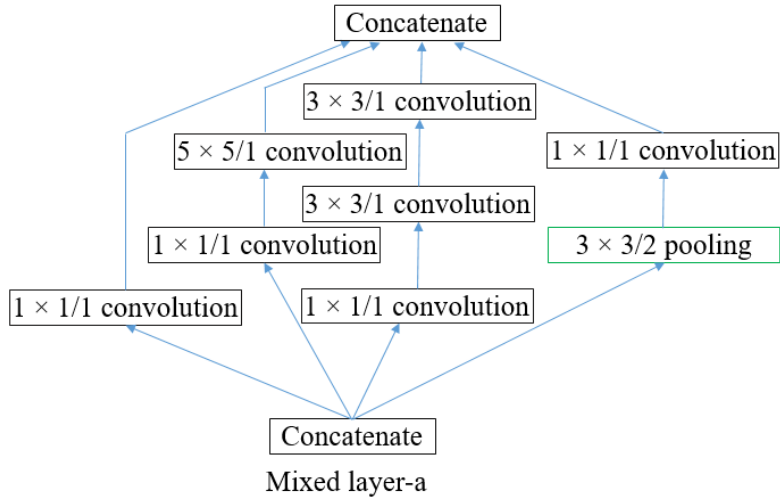 Concatenate
3 × 3/1 convolution
5 × 5/1 convolution
1 × 1/1 convolution
3 × 3/1 convolution
1 × 1/1 convolution
3 × 3/2 pooling
1 × 1/1 convolution
1 × 1/1 convolution
Concatenate
Mixed layer-a